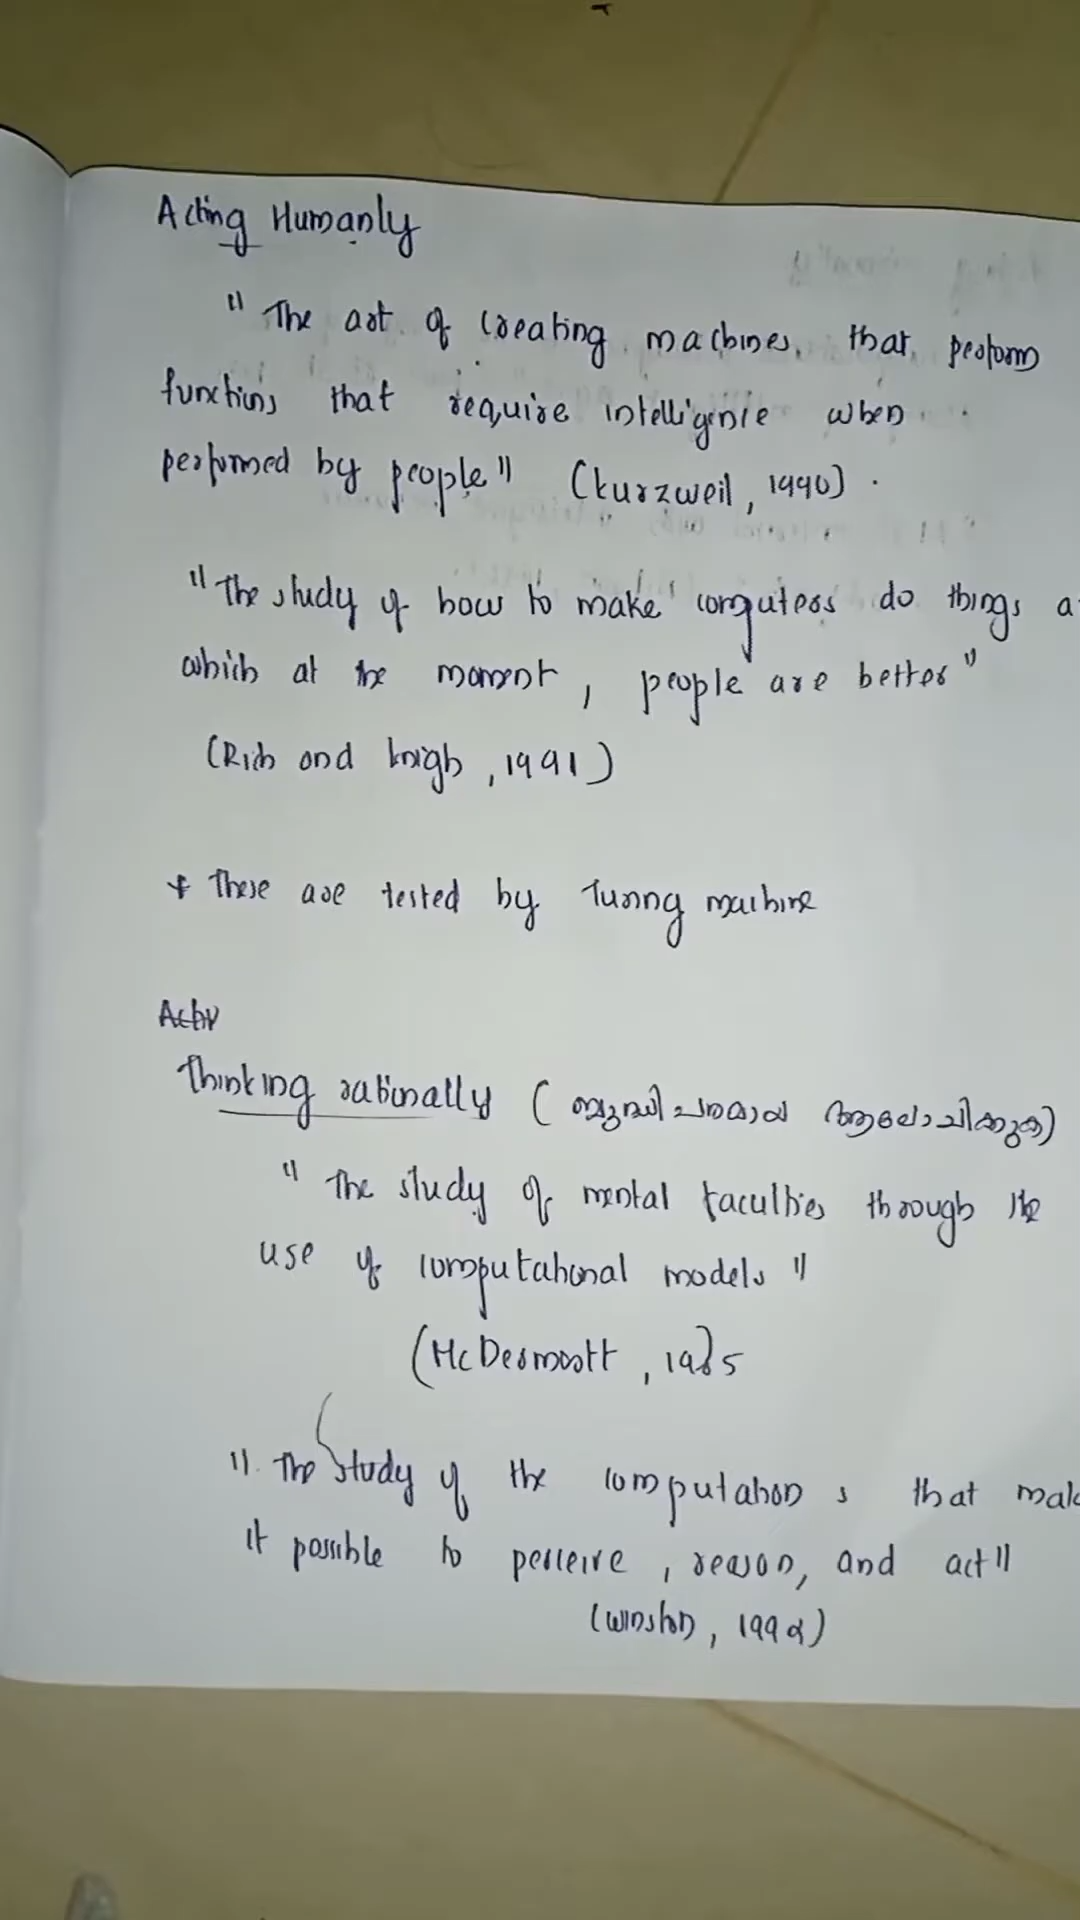 Acting Humanly
"The art of creating machines that perform
functions that require intelligence when
performed by people" (Kurzweil, 1990).
"The study of how to make computers do things a
which at the moment, people are better"
(Rich and knigh, 1991)
* These are tested by Turing machine
Thinking rationally (ബുദ്ധിപരമായ ആലോചിക്കുക)
"The study of mental faculties through the
use of computational models"
(McDermott, 1985
"The study of the computation s that mak
it possible to perceive, reason, and act"
(Winston, 1992)